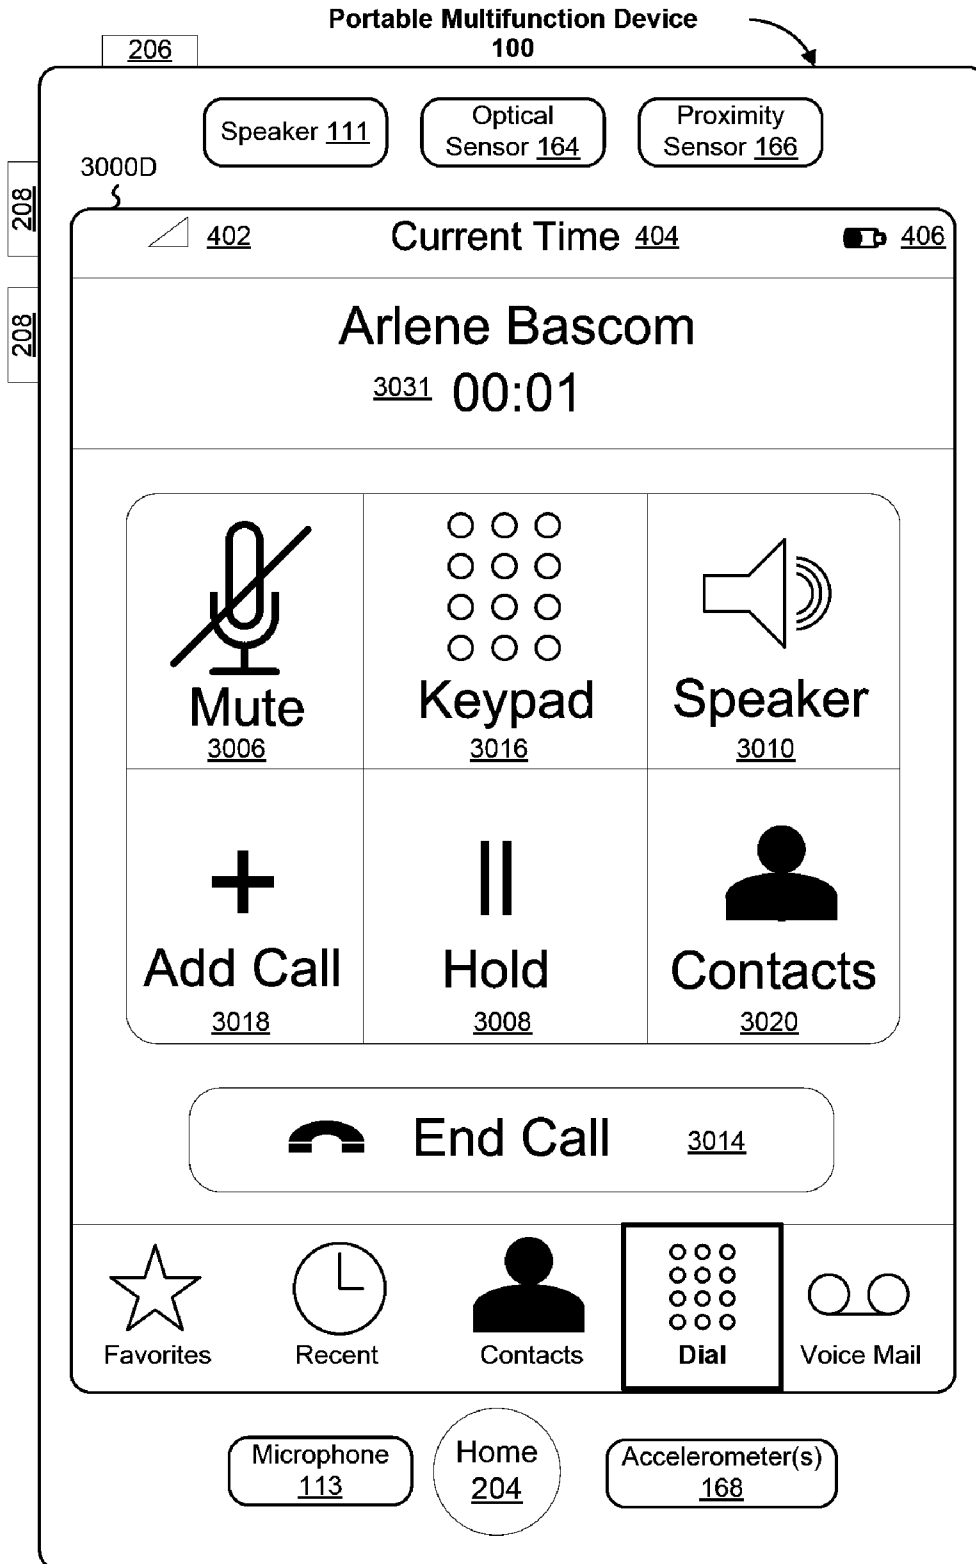 Portable Multifunction Device
100
206
Speaker 111
Optical
Sensor 164
Proximity
Sensor 166
208
3000D
402
Current Time 404
406
208
Arlene Bascom
3031 00:01
Mute
3006
Keypad
3016
Speaker
3010
Add Call
3018
Hold
3008
Contacts
3020
End Call 3014
Favorites
Recent
Contacts
Dial
Voice Mail
Microphone
113
Home
204
Accelerometer(s)
168